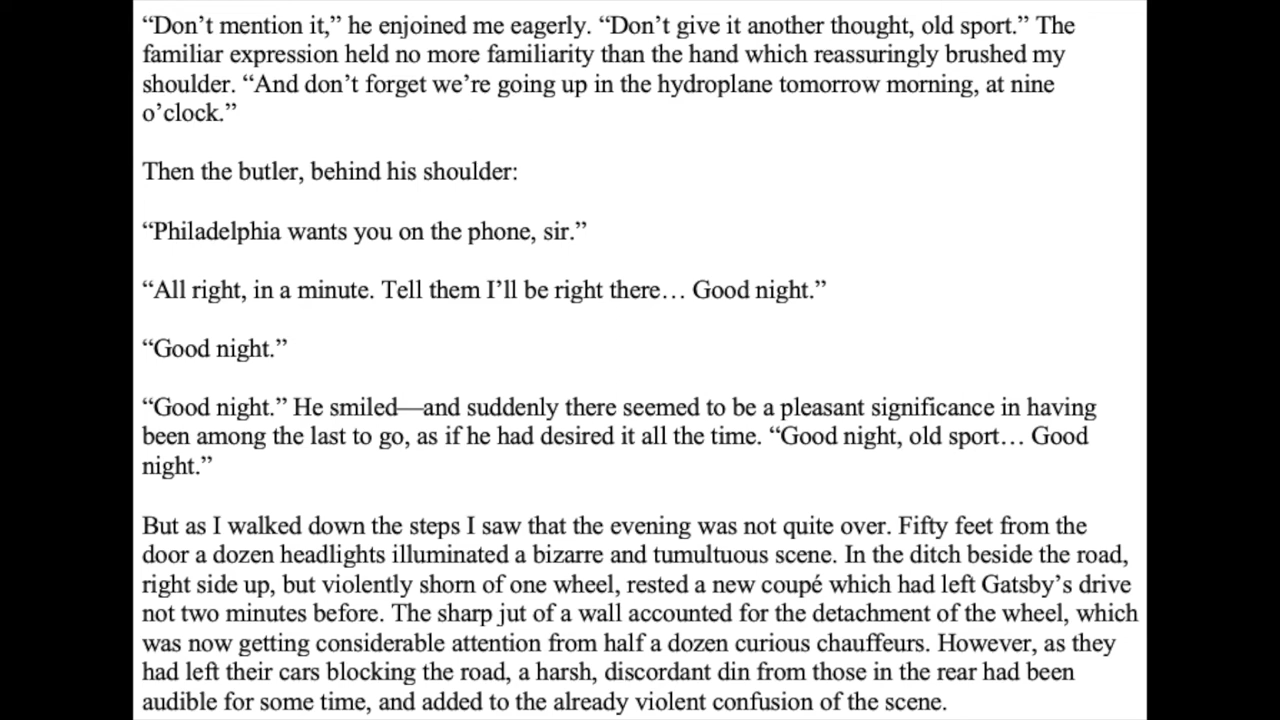 “Don’t mention it,” he enjoined me eagerly. “Don’t give it another thought, old sport.” The
familiar expression held no more familiarity than the hand which reassuringly brushed my
shoulder. “And don’t forget we’re going up in the hydroplane tomorrow morning, at nine
o’clock.”
Then the butler, behind his shoulder:
“Philadelphia wants you on the phone, sir.”
“All right, in a minute. Tell them I’ll be right there… Good night.”
“Good night.”
“Good night.” He smiled—and suddenly there seemed to be a pleasant significance in having
been among the last to go, as if he had desired it all the time. “Good night, old sport… Good
night.”
But as I walked down the steps I saw that the evening was not quite over. Fifty feet from the
door a dozen headlights illuminated a bizarre and tumultuous scene. In the ditch beside the road,
right side up, but violently shorn of one wheel, rested a new coupé which had left Gatsby’s drive
not two minutes before. The sharp jut of a wall accounted for the detachment of the wheel, which
was now getting considerable attention from half a dozen curious chauffeurs. However, as they
had left their cars blocking the road, a harsh, discordant din from those in the rear had been
audible for some time, and added to the already violent confusion of the scene.